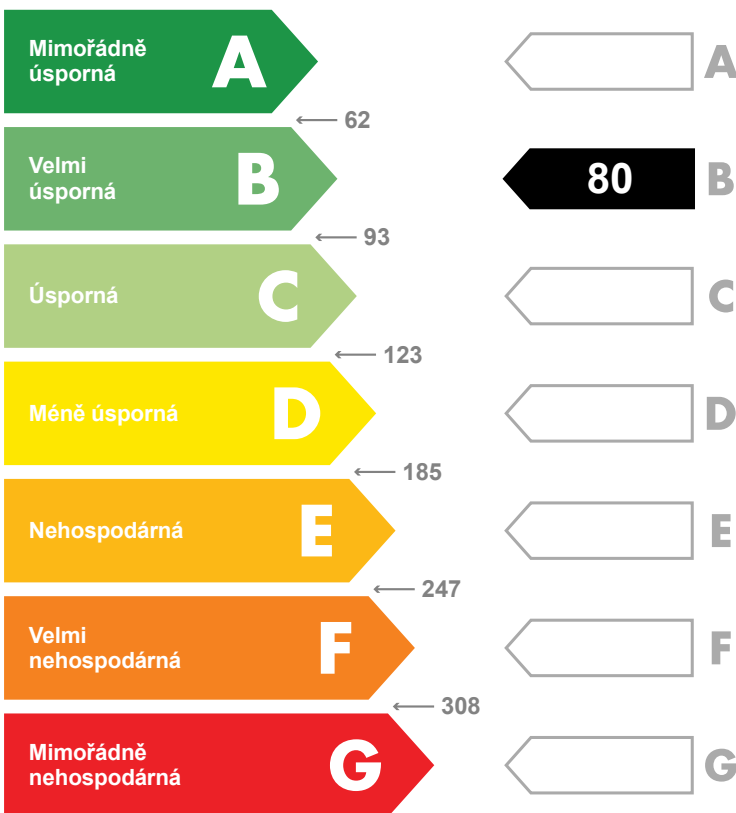 Mimořádně
úsporná
A
A
← 62
Velmi
úsporná
B
80
B
← 93
Úsporná
C
C
← 123
Méně úsporná
D
D
← 185
Nehospodárná
E
E
← 247
Velmi
nehospodárná
F
F
← 308
Mimořádně
nehospodárná
G
G